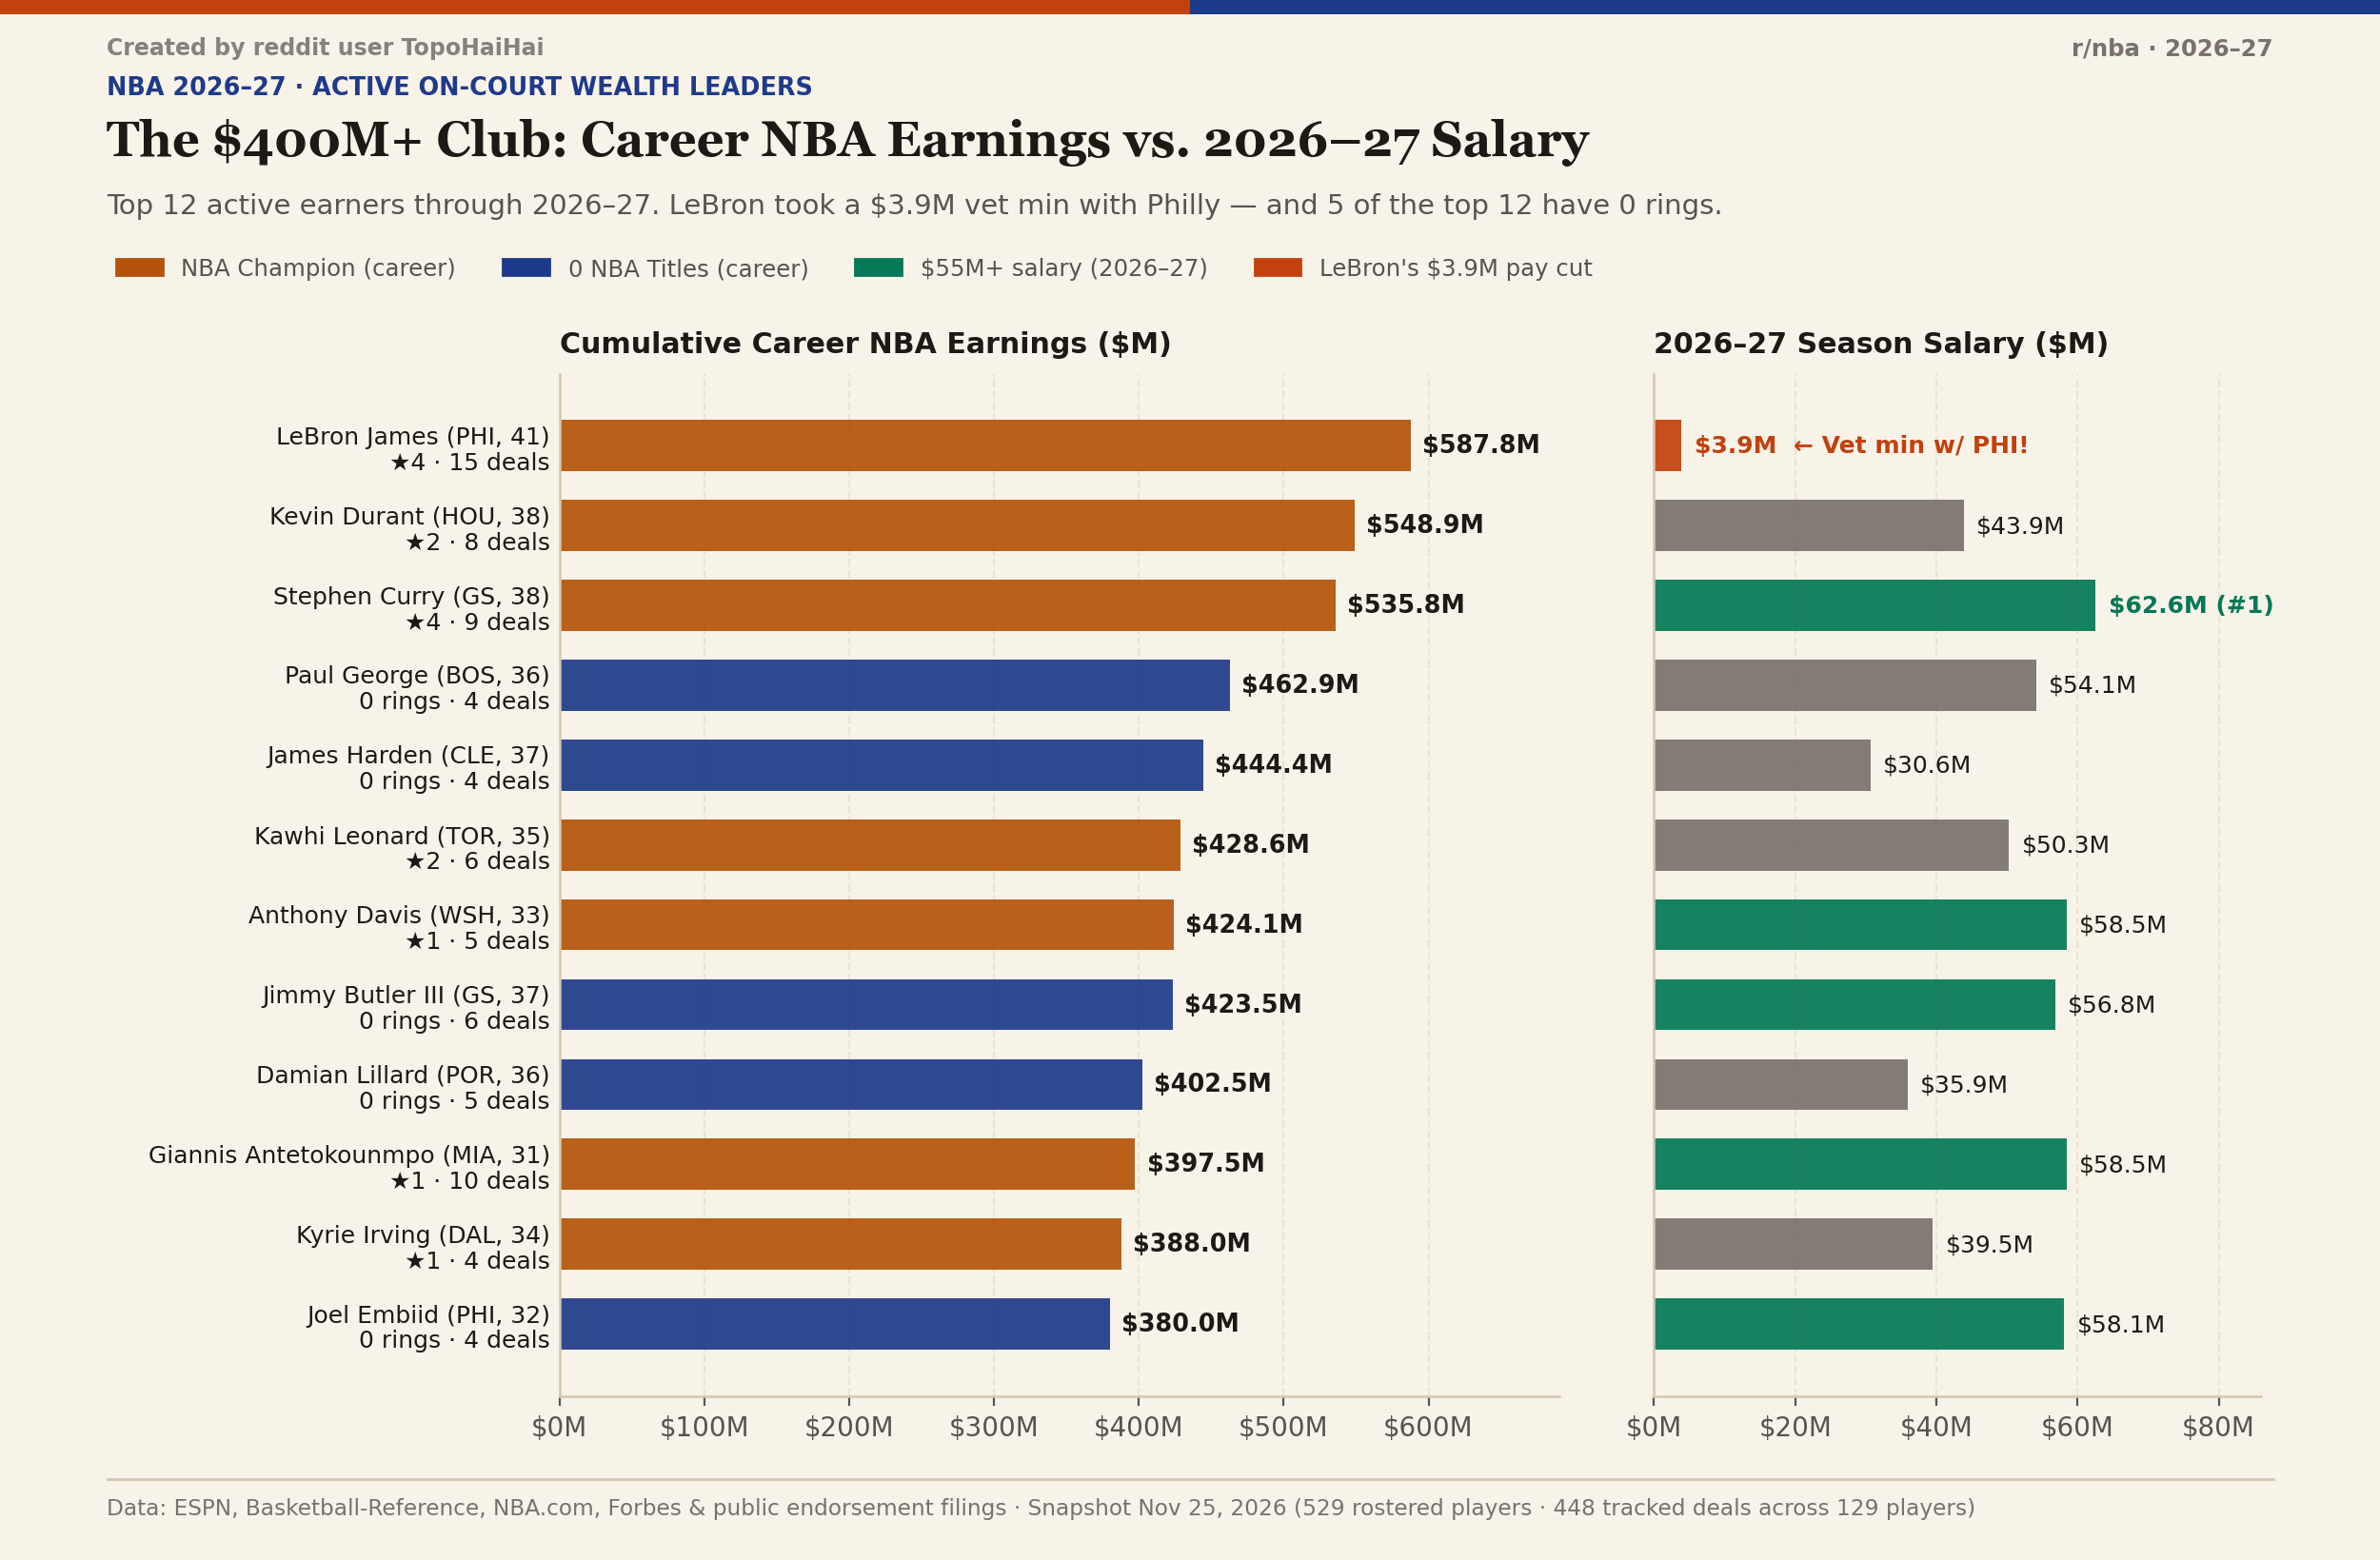 Created by reddit user TopoHaiHai
r/nba · 2026–27
NBA 2026–27 · ACTIVE ON-COURT WEALTH LEADERS
The $400M+ Club: Career NBA Earnings vs. 2026–27 Salary
Top 12 active earners through 2026–27. LeBron took a $3.9M vet min with Philly — and 5 of the top 12 have 0 rings.
NBA Champion (career)
0 NBA Titles (career)
$55M+ salary (2026–27)
LeBron's $3.9M pay cut
Cumulative Career NBA Earnings ($M)
2026–27 Season Salary ($M)
LeBron James (PHI, 41)
★4 · 15 deals
$587.8M
$3.9M ← Vet min w/ PHI!
Kevin Durant (HOU, 38)
★2 · 8 deals
$548.9M
$43.9M
Stephen Curry (GS, 38)
★4 · 9 deals
$535.8M
$62.6M (#1)
Paul George (BOS, 36)
0 rings · 4 deals
$462.9M
$54.1M
James Harden (CLE, 37)
0 rings · 4 deals
$444.4M
$30.6M
Kawhi Leonard (TOR, 35)
★2 · 6 deals
$428.6M
$50.3M
Anthony Davis (WSH, 33)
★1 · 5 deals
$424.1M
$58.5M
Jimmy Butler III (GS, 37)
0 rings · 6 deals
$423.5M
$56.8M
Damian Lillard (POR, 36)
0 rings · 5 deals
$402.5M
$35.9M
Giannis Antetokounmpo (MIA, 31)
★1 · 10 deals
$397.5M
$58.5M
Kyrie Irving (DAL, 34)
★1 · 4 deals
$388.0M
$39.5M
Joel Embiid (PHI, 32)
0 rings · 4 deals
$380.0M
$58.1M
$0M $100M $200M $300M $400M $500M $600M
$0M $20M $40M $60M $80M
Data: ESPN, Basketball-Reference, NBA.com, Forbes & public endorsement filings · Snapshot Nov 25, 2026 (529 rostered players · 448 tracked deals across 129 players)